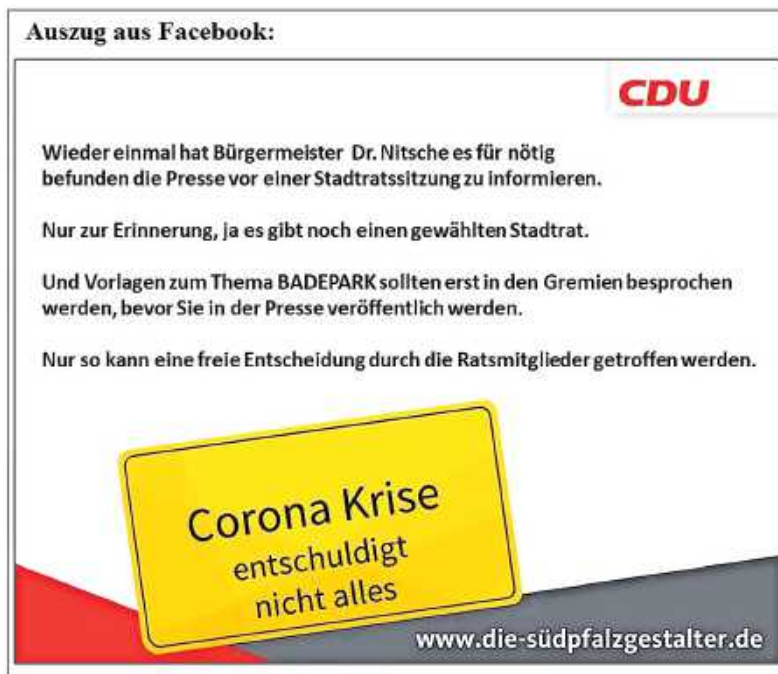 Auszug aus Facebook:
CDU
Wieder einmal hat Bürgermeister Dr. Nitsche es für nötig
befunden die Presse vor einer Stadtratssitzung zu informieren.
Nur zur Erinnerung, ja es gibt noch einen gewählten Stadtrat.
Und Vorlagen zum Thema BADEPARK sollten erst in den Gremien besprochen
werden, bevor Sie in der Presse veröffentlich werden.
Nur so kann eine freie Entscheidung durch die Ratsmitglieder getroffen werden.
Corona Krise
entschuldigt
nicht alles
www.die-südpfalzgestalter.de